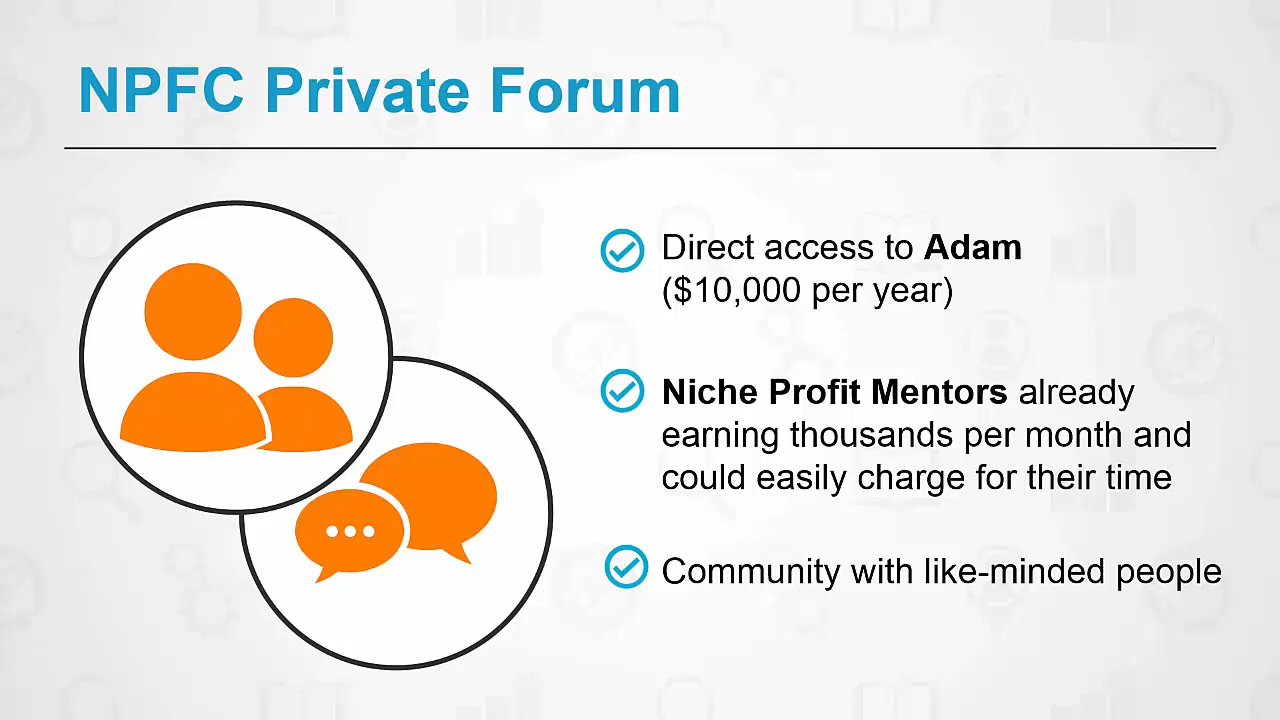 NPFC Private Forum
Direct access to Adam
($10,000 per year)
Niche Profit Mentors already
earning thousands per month and
could easily charge for their time
Community with like-minded people